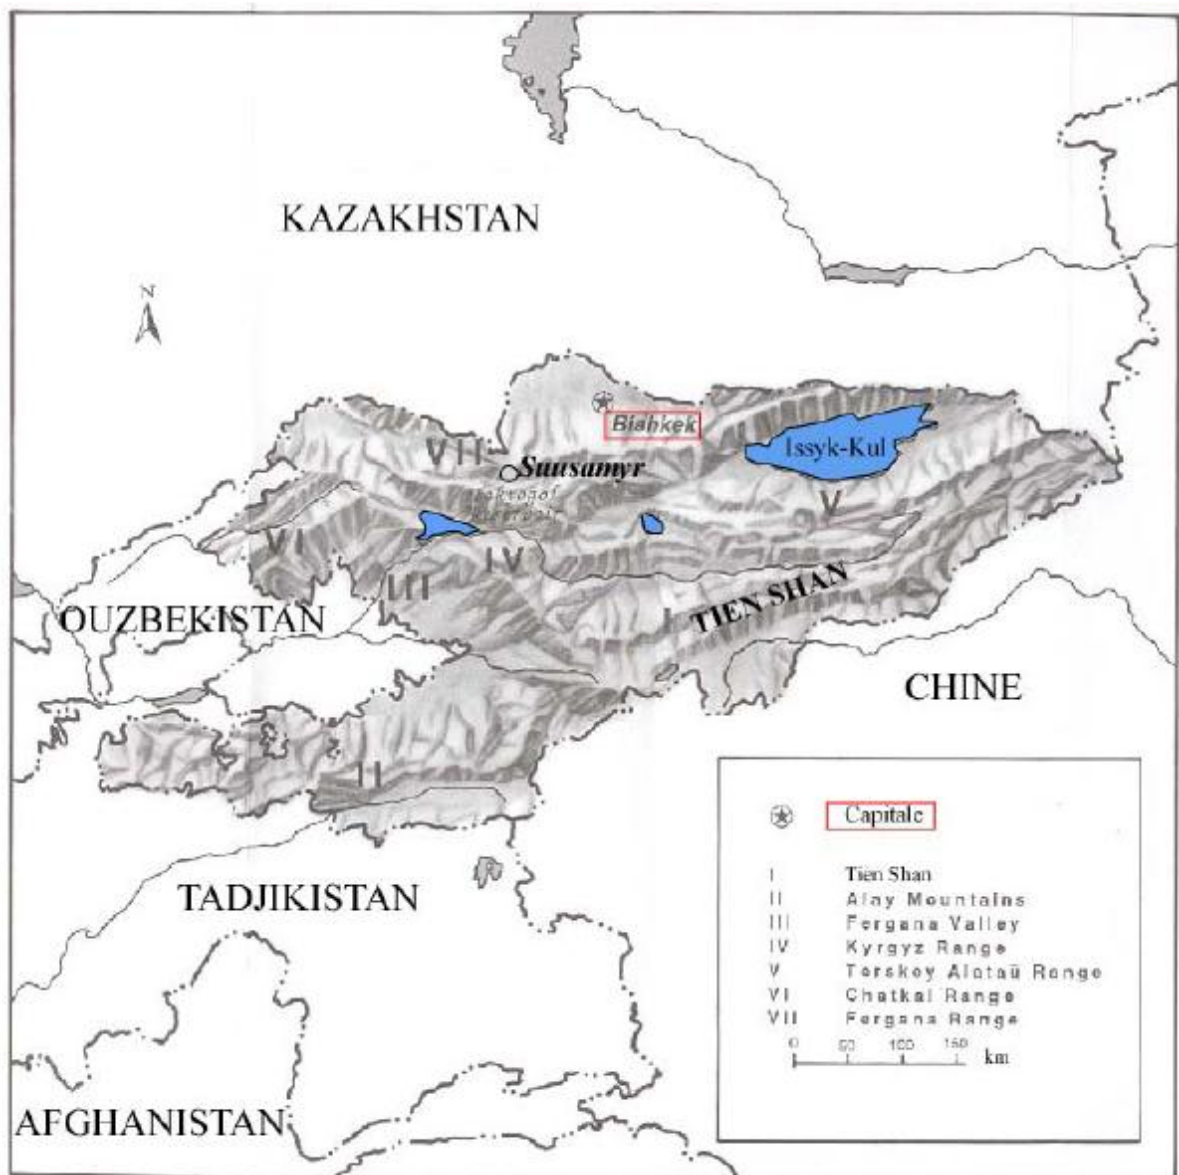 KAZAKHSTAN
N
Bishkek
Issyk-Kul
VII
Suusamyr
V
VI
IV
III
TIEN SHAN
I
OUZBEKISTAN
CHINE
II
TADJIKISTAN
AFGHANISTAN
Capitale
I Tien Shan
II Alay Mountains
III Fergana Valley
IV Kyrgyz Range
V Terskey Alataū Range
VI Chatkal Range
VII Fergana Range
0 50 100 150
km